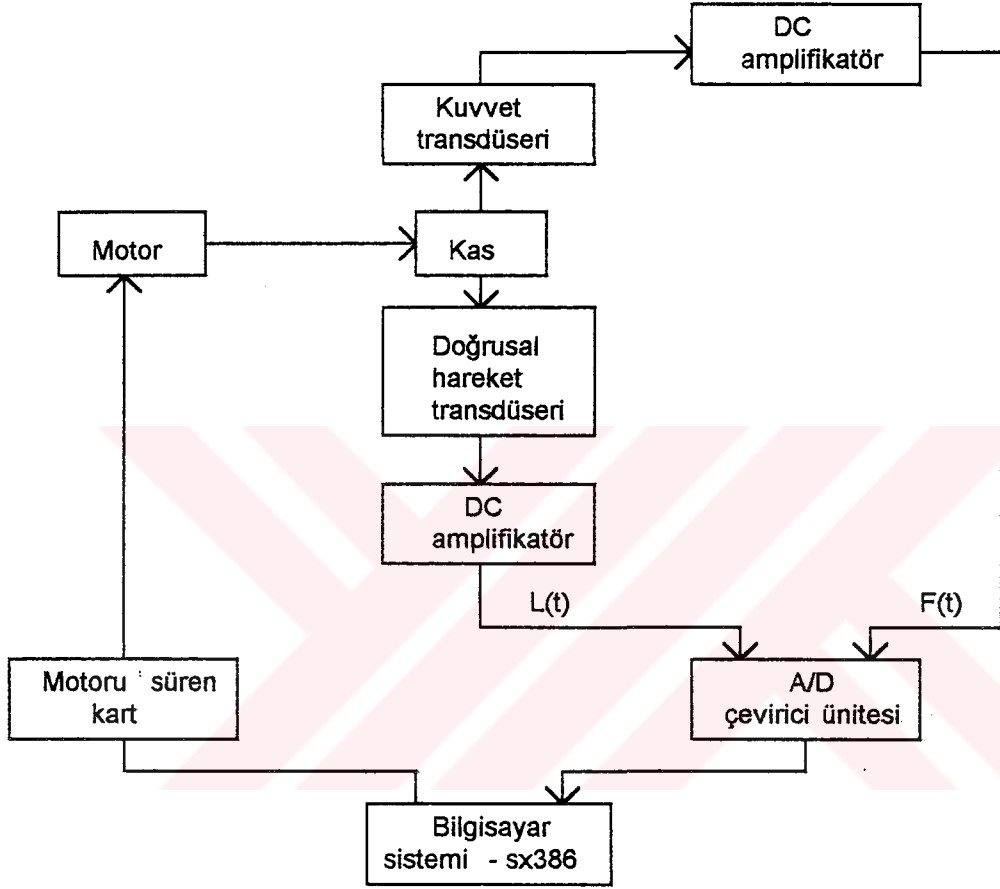 DC
amplifikatör
Kuvvet
transdüseri
Motor
Kas
Doğrusal
hareket
transdüseri
DC
amplifikatör
L(t)
F(t)
Motoru süren
kart
A/D
çevirici ünitesi
Bilgisayar
sistemi - sx386